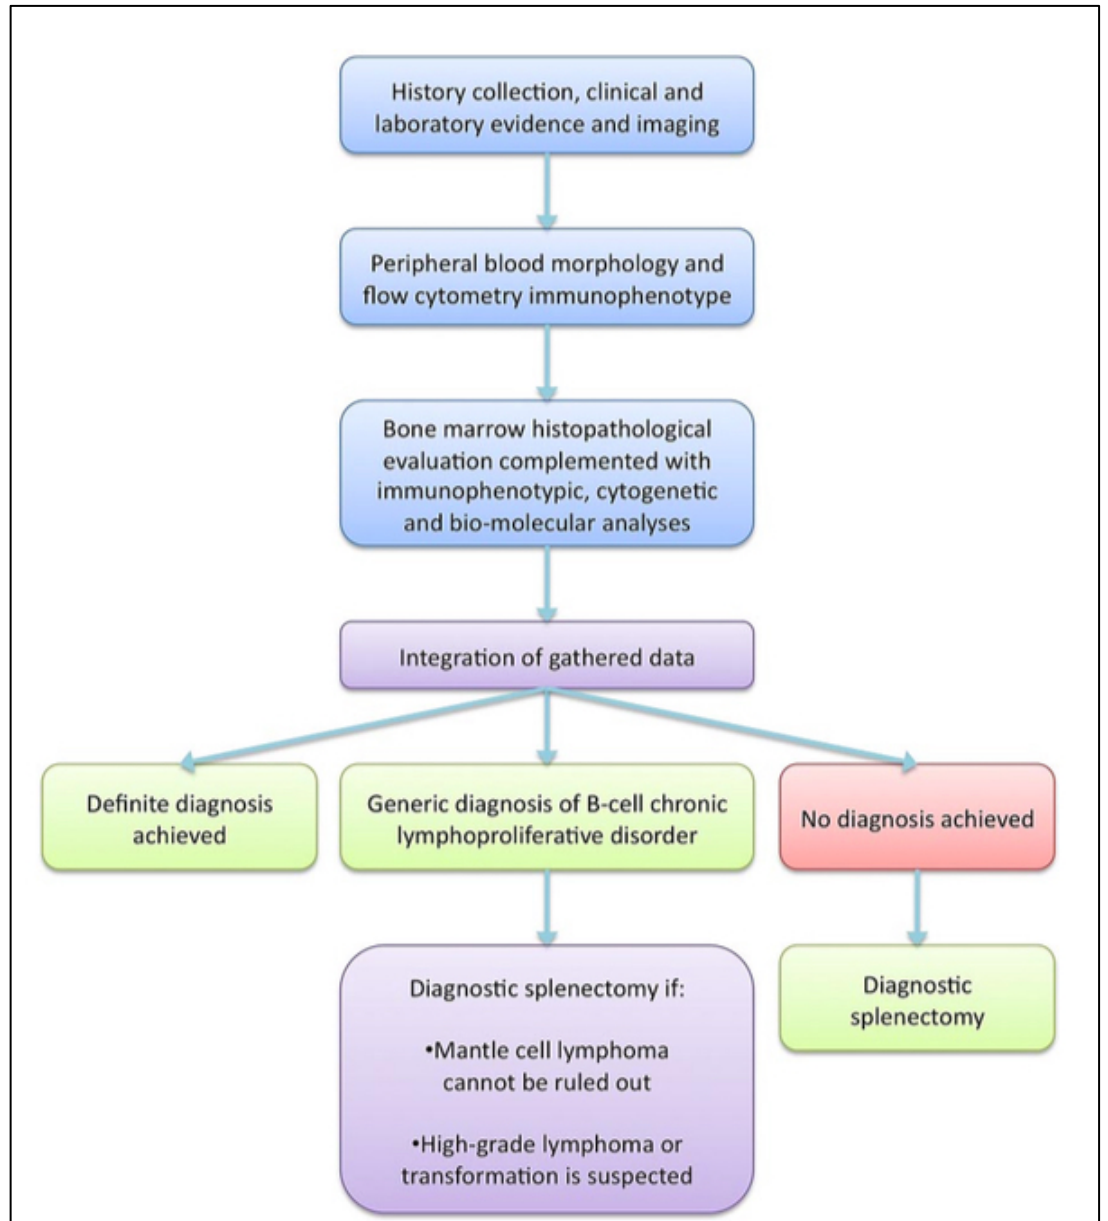 History collection, clinical and
laboratory evidence and imaging
Peripheral blood morphology and
flow cytometry immunophenotype
Bone marrow histopathological
evaluation complemented with
immunophenotypic, cytogenetic
and bio-molecular analyses
Integration of gathered data
Definite diagnosis
achieved
Generic diagnosis of B-cell chronic
lymphoproliferative disorder
No diagnosis achieved
Diagnostic splenectomy if:
•Mantle cell lymphoma
cannot be ruled out
•High-grade lymphoma or
transformation is suspected
Diagnostic
splenectomy